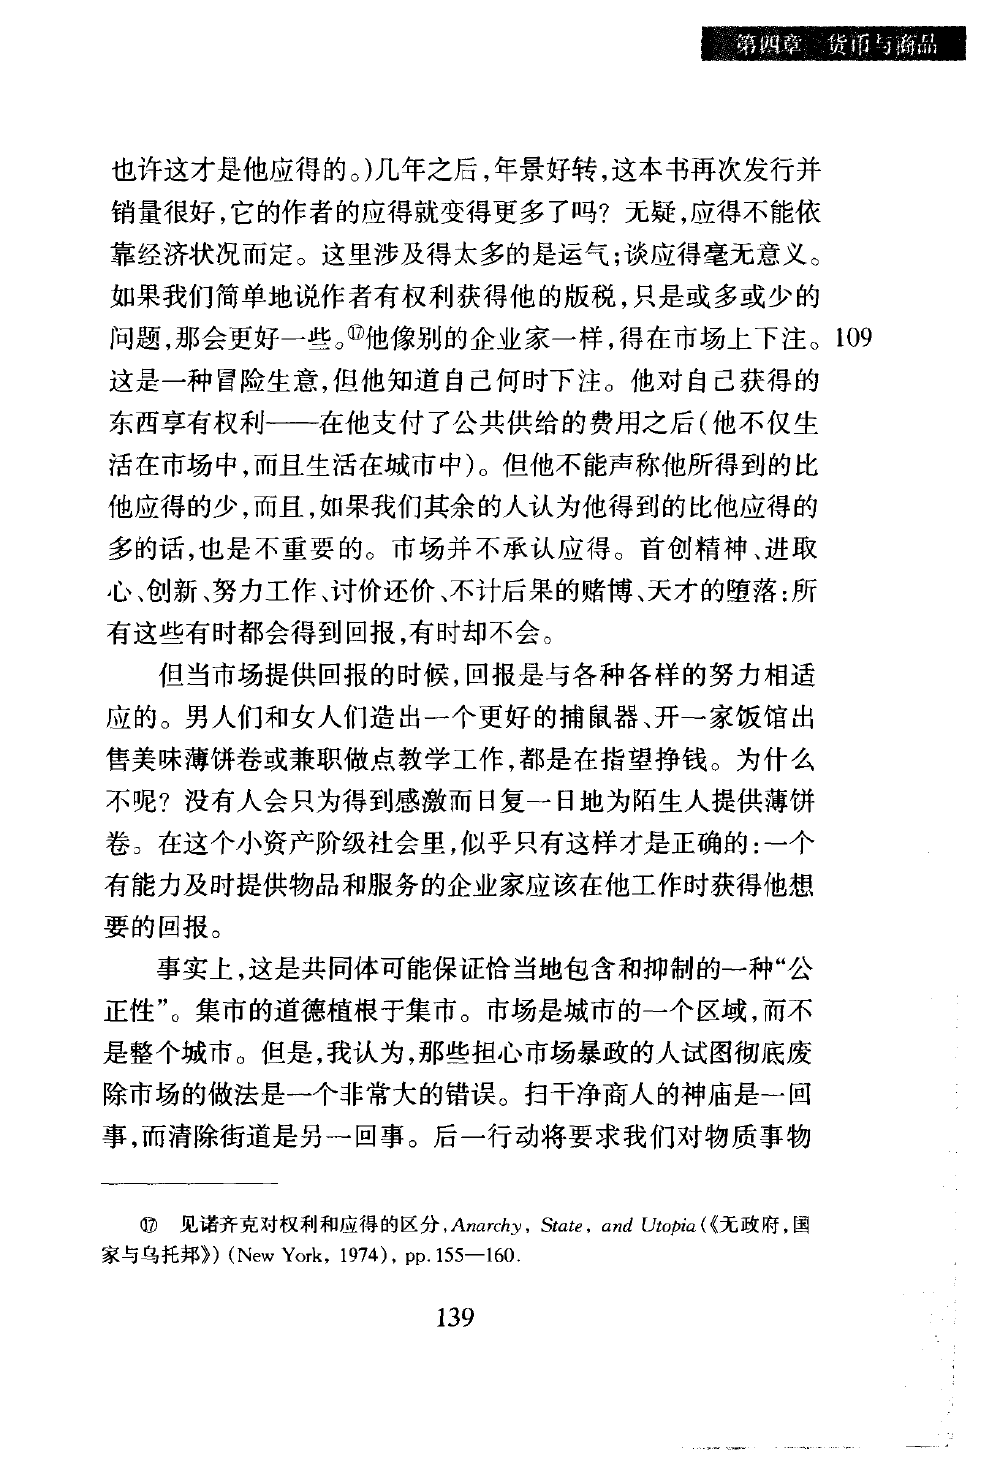 第四章 货币与商品
也许这才是他应得的。)几年之后,年景好转,这本书再次发行并
销量很好,它的作者的应得就变得更多了吗? 无疑,应得不能依
靠经济状况而定。这里涉及得太多的是运气;谈应得毫无意义。
如果我们简单地说作者有权利获得他的版税,只是或多或少的
问题,那会更好一些。⑰他像别的企业家一样,得在市场上下注。 109
这是一种冒险生意,但他知道自己何时下注。他对自己获得的
东西享有权利——在他支付了公共供给的费用之后(他不仅生
活在市场中,而且生活在城市中)。但他不能声称他所得到的比
他应得的少,而且,如果我们其余的人认为他得到的比他应得的
多的话,也是不重要的。市场并不承认应得。首创精神、进取
心、创新、努力工作、讨价还价、不计后果的赌博、天才的堕落:所
有这些有时都会得到回报,有时却不会。
但当市场提供回报的时候,回报是与各种各样的努力相适
应的。男人们和女人们造出一个更好的捕鼠器、开一家饭馆出
售美味薄饼卷或兼职做点教学工作,都是在指望挣钱。为什么
不呢? 没有人会只为得到感激而日复一日地为陌生人提供薄饼
卷。在这个小资产阶级社会里,似乎只有这样才是正确的:一个
有能力及时提供物品和服务的企业家应该在他工作时获得他想
要的回报。
事实上,这是共同体可能保证恰当地包含和抑制的一种“公
正性”。集市的道德植根于集市。市场是城市的一个区域,而不
是整个城市。但是,我认为,那些担心市场暴政的人试图彻底废
除市场的做法是一个非常大的错误。扫干净商人的神庙是一回
事,而清除街道是另一回事。后一行动将要求我们对物质事物
⑰ 见诺齐克对权利和应得的区分,Anarchy, State, and Utopia(《无政府,国
家与乌托邦》) (New York, 1974), pp. 155—160.
139